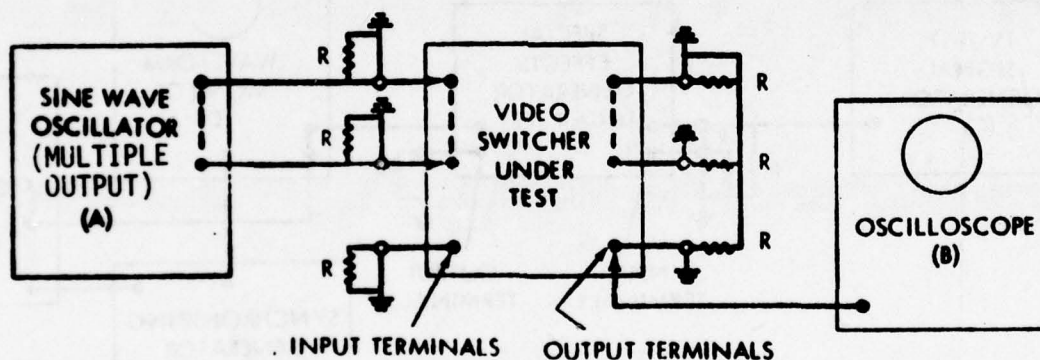 SINE WAVE
OSCILLATOR
(MULTIPLE
OUTPUT)
(A)
R
R
R
VIDEO
SWITCHER
UNDER
TEST
R
R
R
OSCILLOSCOPE
(B)
INPUT TERMINALS
OUTPUT TERMINALS